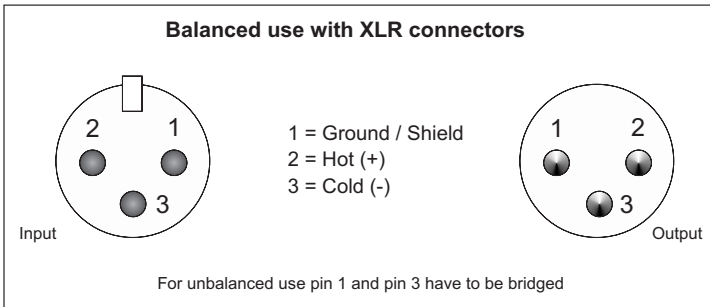 Balanced use with XLR connectors
2 1
1 = Ground / Shield
2 = Hot (+)
3 = Cold (-)
1 2
3
3
Input
Output
For unbalanced use pin 1 and pin 3 have to be bridged